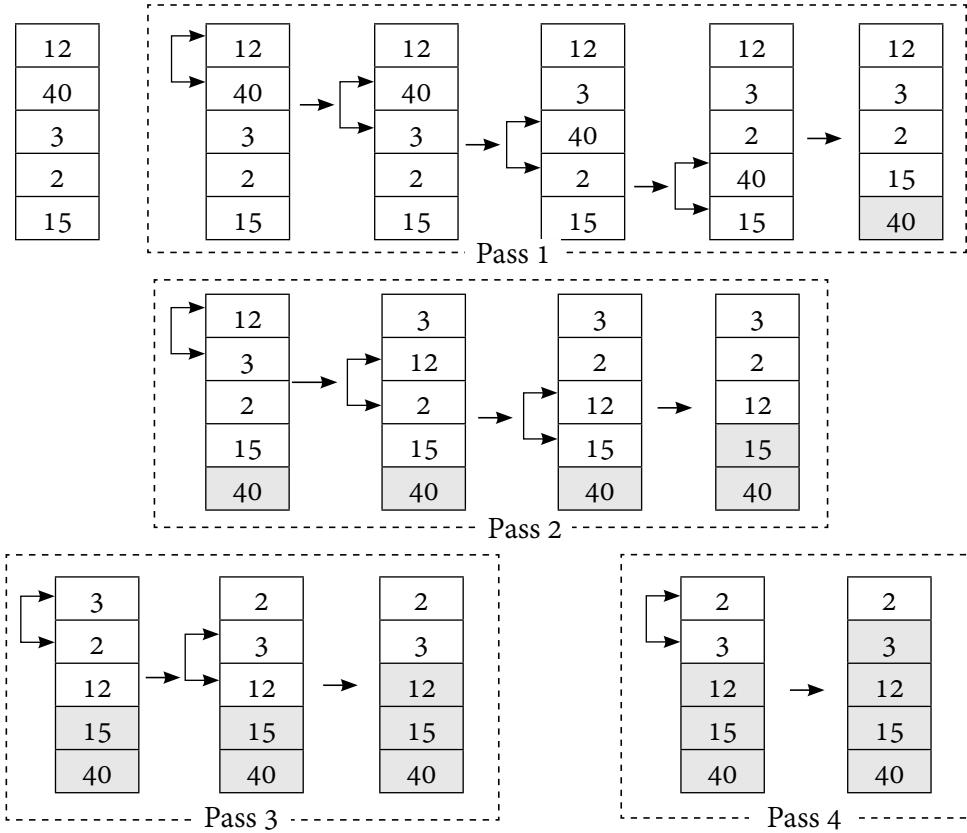 12 12 12 12 12 12
40 40 40 3 3 3
3 3 3 40 2 2
2 2 2 2 40 15
15 15 15 15 15 40
Pass 1
12 3 3 3
3 12 2 2
2 2 12 12
15 15 15 15
40 40 40 40
Pass 2
3 2 2 2 2
2 3 3 3 3
12 12 12 12 12
15 15 15 15 15
40 40 40 40 40
Pass 3 Pass 4